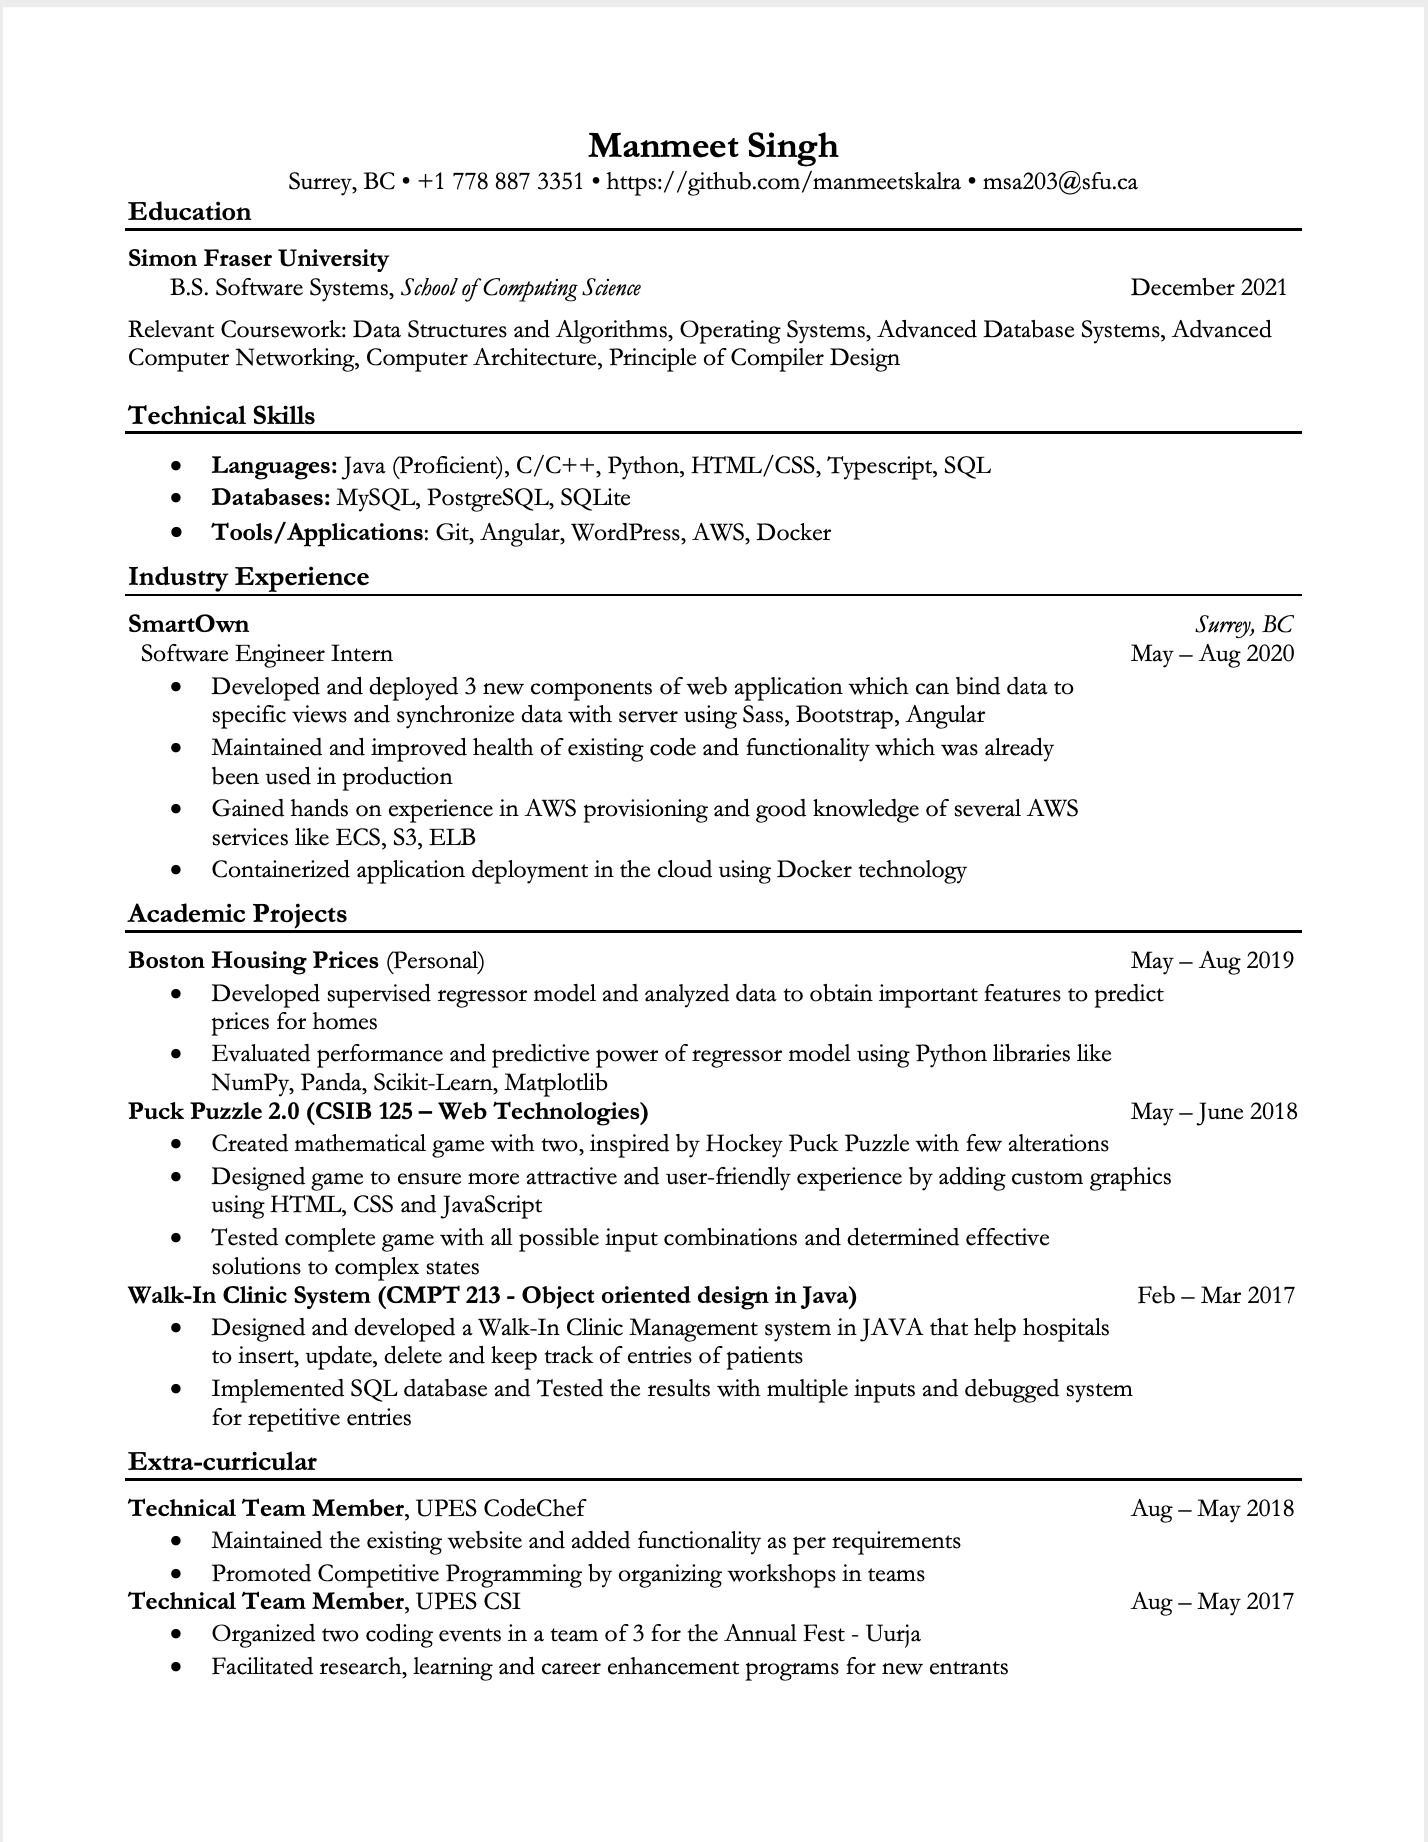 Manmeet Singh
Surrey, BC • +1 778 887 3351 • https://github.com/manmeetskalra • msa203@sfu.ca
Education
Simon Fraser University
B.S. Software Systems, School of Computing Science December 2021
Relevant Coursework: Data Structures and Algorithms, Operating Systems, Advanced Database Systems, Advanced
Computer Networking, Computer Architecture, Principle of Compiler Design
Technical Skills
• Languages: Java (Proficient), C/C++, Python, HTML/CSS, Typescript, SQL
• Databases: MySQL, PostgreSQL, SQLite
• Tools/Applications: Git, Angular, WordPress, AWS, Docker
Industry Experience
SmartOwn Surrey, BC
Software Engineer Intern May – Aug 2020
• Developed and deployed 3 new components of web application which can bind data to
specific views and synchronize data with server using Sass, Bootstrap, Angular
• Maintained and improved health of existing code and functionality which was already
been used in production
• Gained hands on experience in AWS provisioning and good knowledge of several AWS
services like ECS, S3, ELB
• Containerized application deployment in the cloud using Docker technology
Academic Projects
Boston Housing Prices (Personal) May – Aug 2019
• Developed supervised regressor model and analyzed data to obtain important features to predict
prices for homes
• Evaluated performance and predictive power of regressor model using Python libraries like
NumPy, Panda, Scikit-Learn, Matplotlib
Puck Puzzle 2.0 (CSIB 125 – Web Technologies) May – June 2018
• Created mathematical game with two, inspired by Hockey Puck Puzzle with few alterations
• Designed game to ensure more attractive and user-friendly experience by adding custom graphics
using HTML, CSS and JavaScript
• Tested complete game with all possible input combinations and determined effective
solutions to complex states
Walk-In Clinic System (CMPT 213 - Object oriented design in Java) Feb – Mar 2017
• Designed and developed a Walk-In Clinic Management system in JAVA that help hospitals
to insert, update, delete and keep track of entries of patients
• Implemented SQL database and Tested the results with multiple inputs and debugged system
for repetitive entries
Extra-curricular
Technical Team Member, UPES CodeChef Aug – May 2018
• Maintained the existing website and added functionality as per requirements
• Promoted Competitive Programming by organizing workshops in teams
Technical Team Member, UPES CSI Aug – May 2017
• Organized two coding events in a team of 3 for the Annual Fest - Uurja
• Facilitated research, learning and career enhancement programs for new entrants